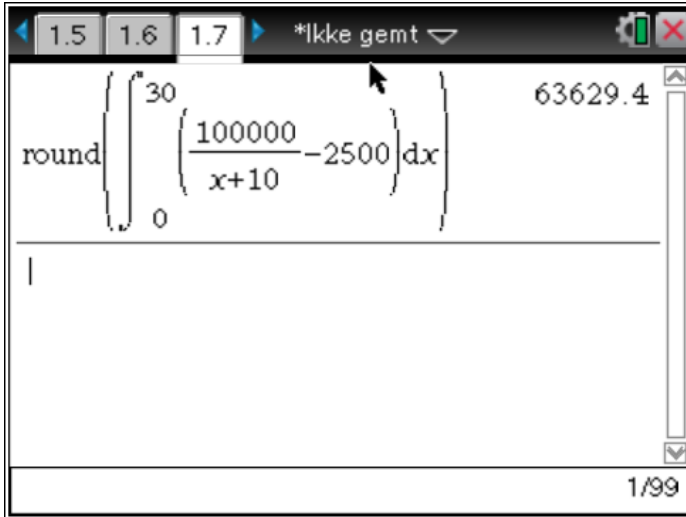 1.5 1.6 1.7 *Ikke gemt
round(∫₀³⁰(100000/(x+10)−2500)dx) 63629.4
1/99